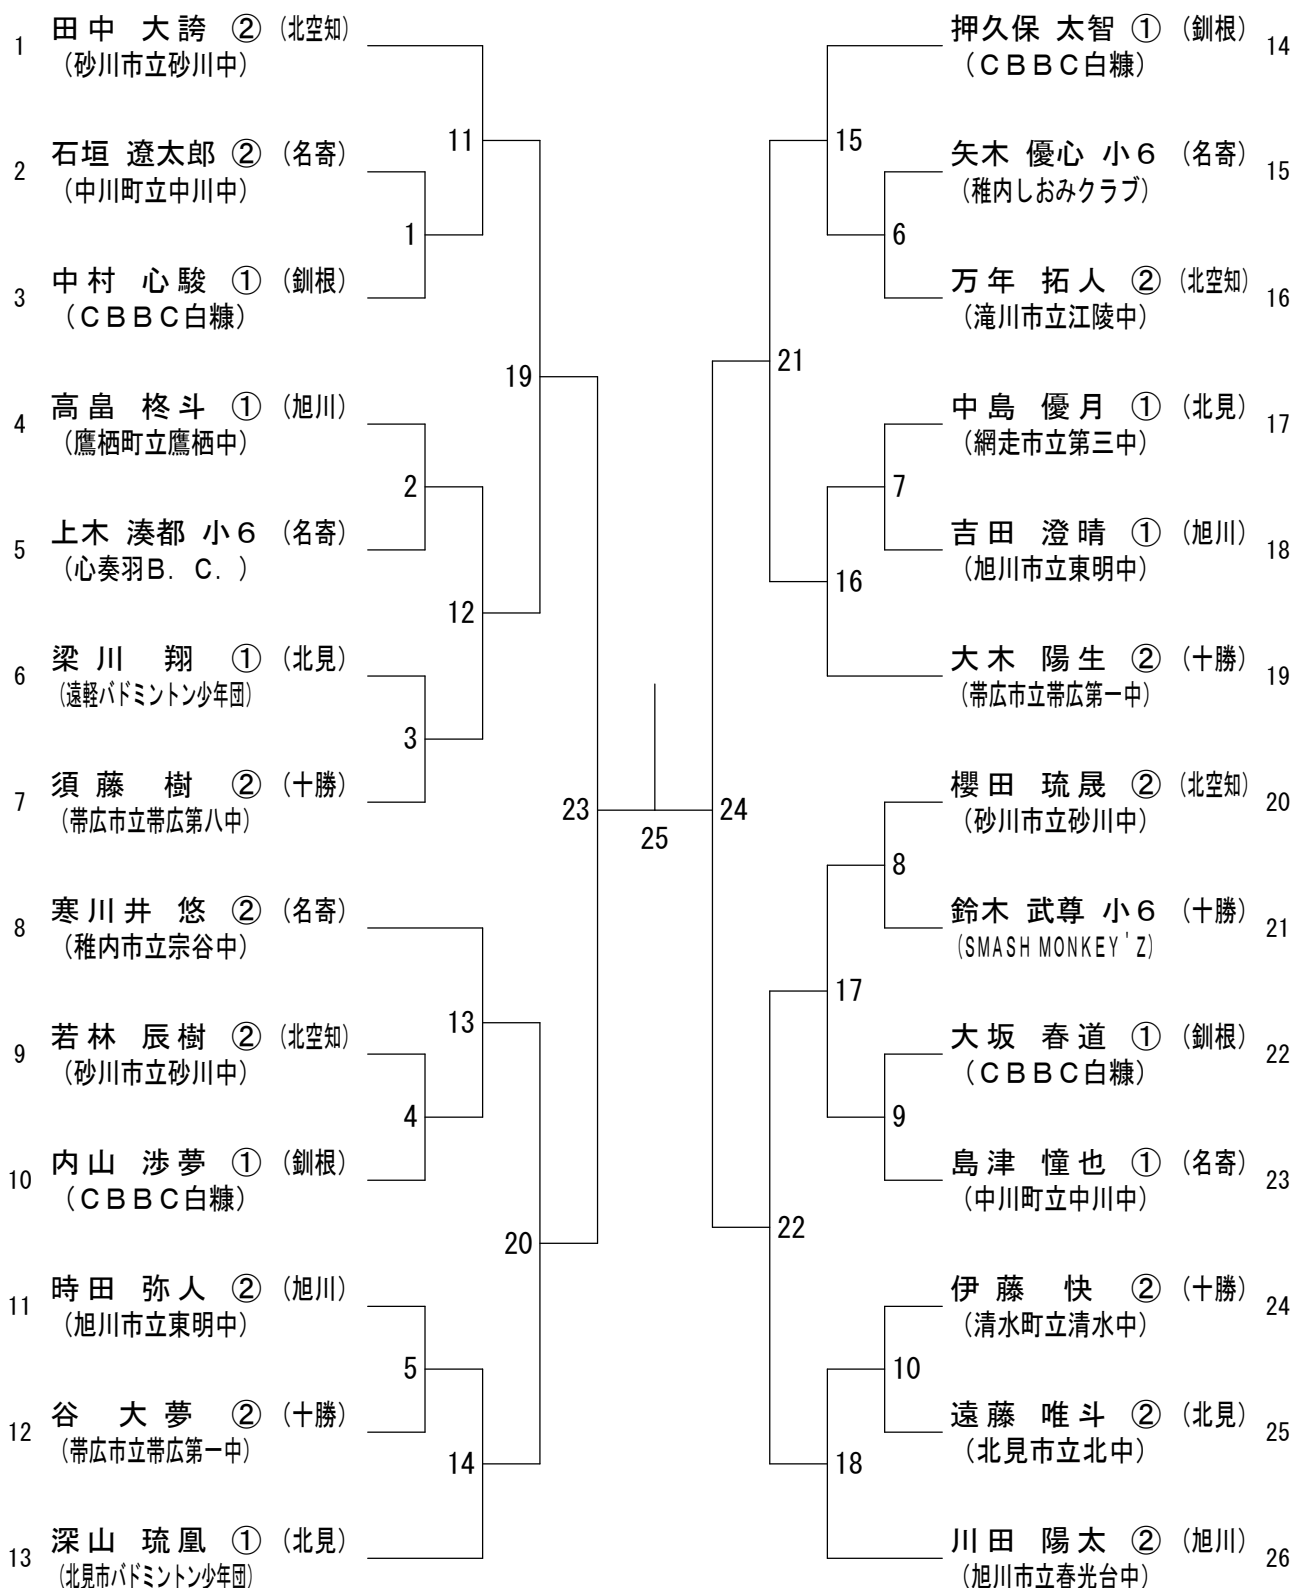 1 田中 大誇 ② (北空知)
(砂川市立砂川中)
2 石垣 遼太郎 ② (名寄)
(中川町立中川中)
3 中村 心駿 ① (釧根)
(CBBC白糠)
4 高畠 柊斗 ① (旭川)
(鷹栖町立鷹栖中)
5 上木 湊都 小6 (名寄)
(心奏羽B. C. )
6 梁川 翔 ① (北見)
(遠軽バドミントン少年団)
7 須藤 樹 ② (十勝)
(帯広市立帯広第八中)
8 寒川井 悠 ② (名寄)
(稚内市立宗谷中)
9 若林 辰樹 ② (北空知)
(砂川市立砂川中)
10 内山 渉夢 ① (釧根)
(CBBC白糠)
11 時田 弥人 ② (旭川)
(旭川市立東明中)
12 谷 大夢 ② (十勝)
(帯広市立帯広第一中)
13 深山 琉凰 ① (北見)
(北見市バドミントン少年団)
1
2
3
4
5
11
12
13
14
19
20
23
25
24
21
22
15
16
17
18
6
7
8
9
10
押久保 太智 ① (釧根) 14
(CBBC白糠)
矢木 優心 小6 (名寄) 15
(稚内しおみクラブ)
万年 拓人 ② (北空知) 16
(滝川市立江陵中)
中島 優月 ① (北見) 17
(網走市立第三中)
吉田 澄晴 ① (旭川) 18
(旭川市立東明中)
大木 陽生 ② (十勝) 19
(帯広市立帯広第一中)
櫻田 琉晟 ② (北空知) 20
(砂川市立砂川中)
鈴木 武尊 小6 (十勝) 21
(SMASH MONKEY'Z)
大坂 春道 ① (釧根) 22
(CBBC白糠)
島津 憧也 ① (名寄) 23
(中川町立中川中)
伊藤 快 ② (十勝) 24
(清水町立清水中)
遠藤 唯斗 ② (北見) 25
(北見市立北中)
川田 陽太 ② (旭川) 26
(旭川市立春光台中)